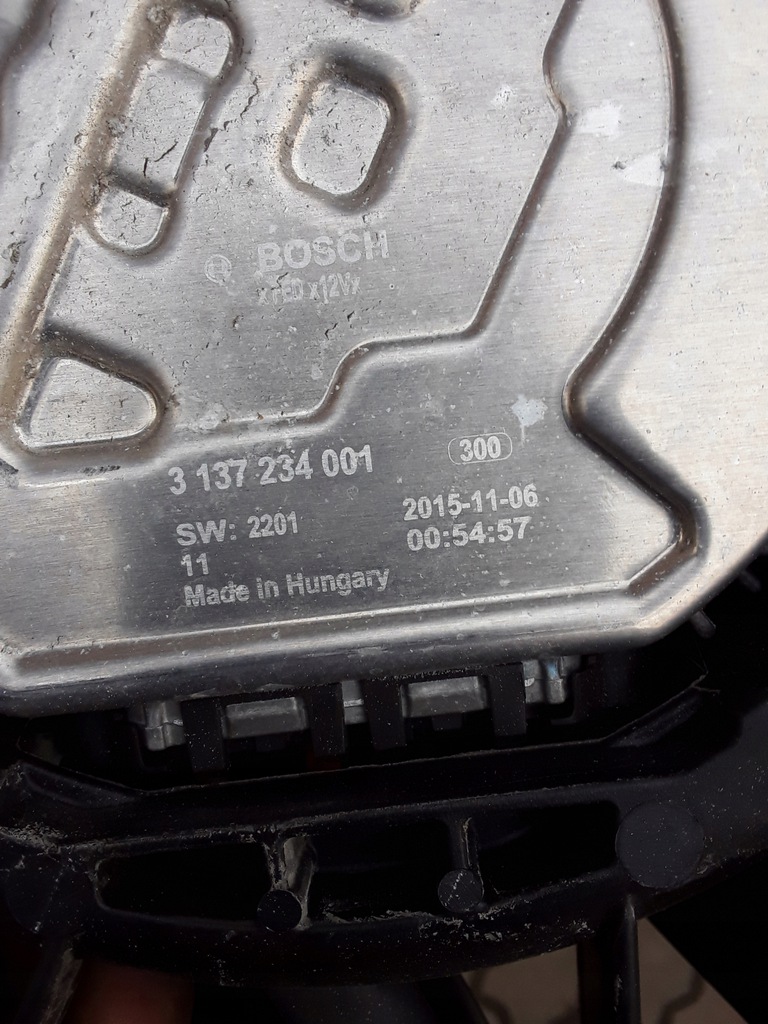 BOSCH
3 137 234 001
300
SW: 2201
2015-11-06
11
00:54:57
Made in Hungary